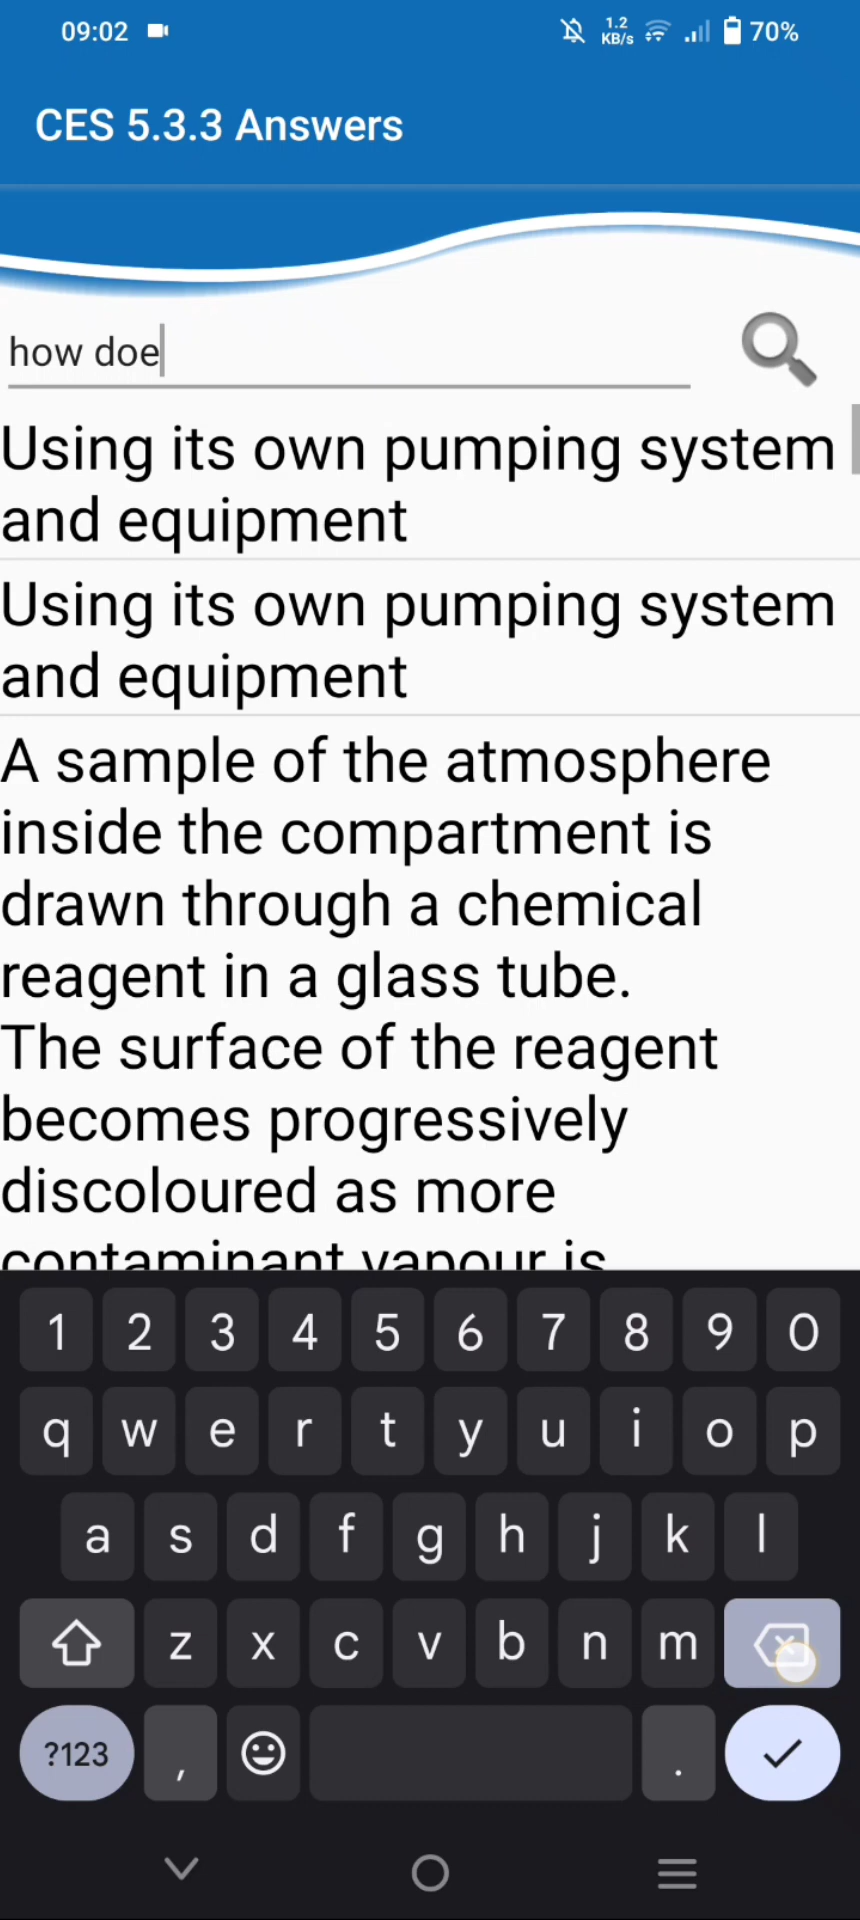 09:02
1.2
KB/s
70%
CES 5.3.3 Answers
how doe
Using its own pumping system
and equipment
Using its own pumping system
and equipment
A sample of the atmosphere
inside the compartment is
drawn through a chemical
reagent in a glass tube.
The surface of the reagent
becomes progressively
discoloured as more
contaminant vapour is
1 2 3 4 5 6 7 8 9 0
q w e r t y u i o p
a s d f g h j k l
z x c v b n m
?123 , .